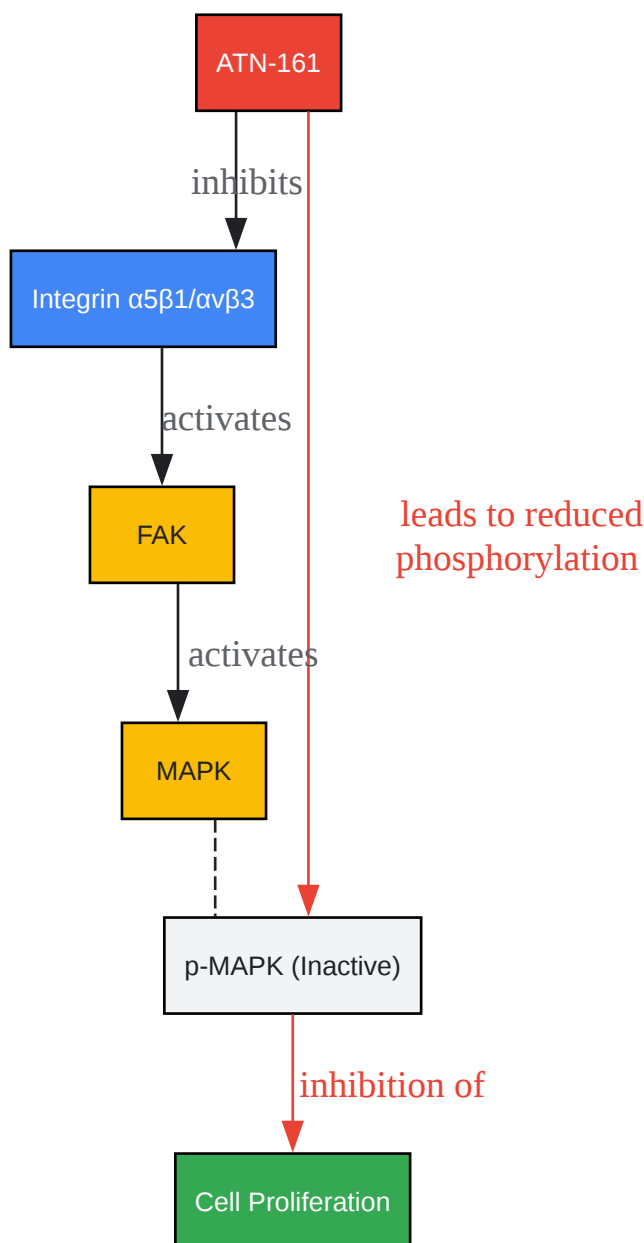 ATN-161
inhibits
Integrin α5β1/αvβ3
activates
leads to reduced
phosphorylation
FAK
activates
MAPK
p-MAPK (Inactive)
inhibition of
Cell Proliferation